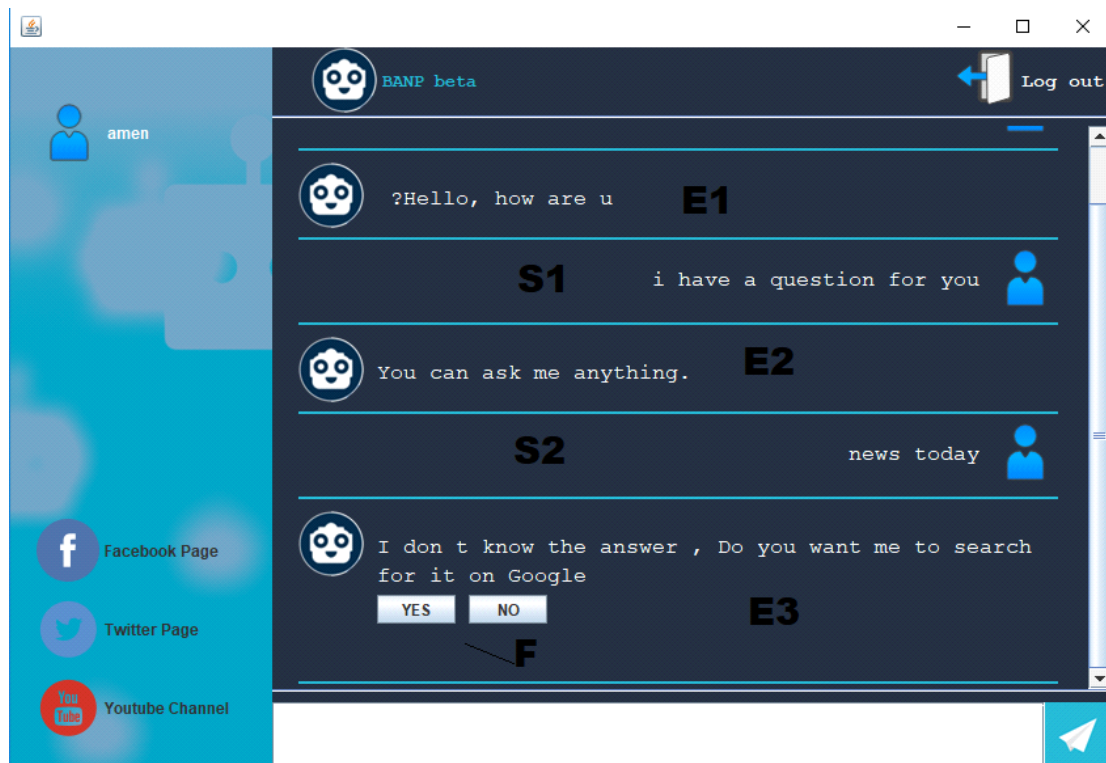 BANP beta
Log out
amen
?Hello, how are u
E1
S1
i have a question for you
You can ask me anything.
E2
S2
news today
I don t know the answer , Do you want me to search
for it on Google
YES
NO
E3
F
Facebook Page
Twitter Page
You
Tube
Youtube Channel